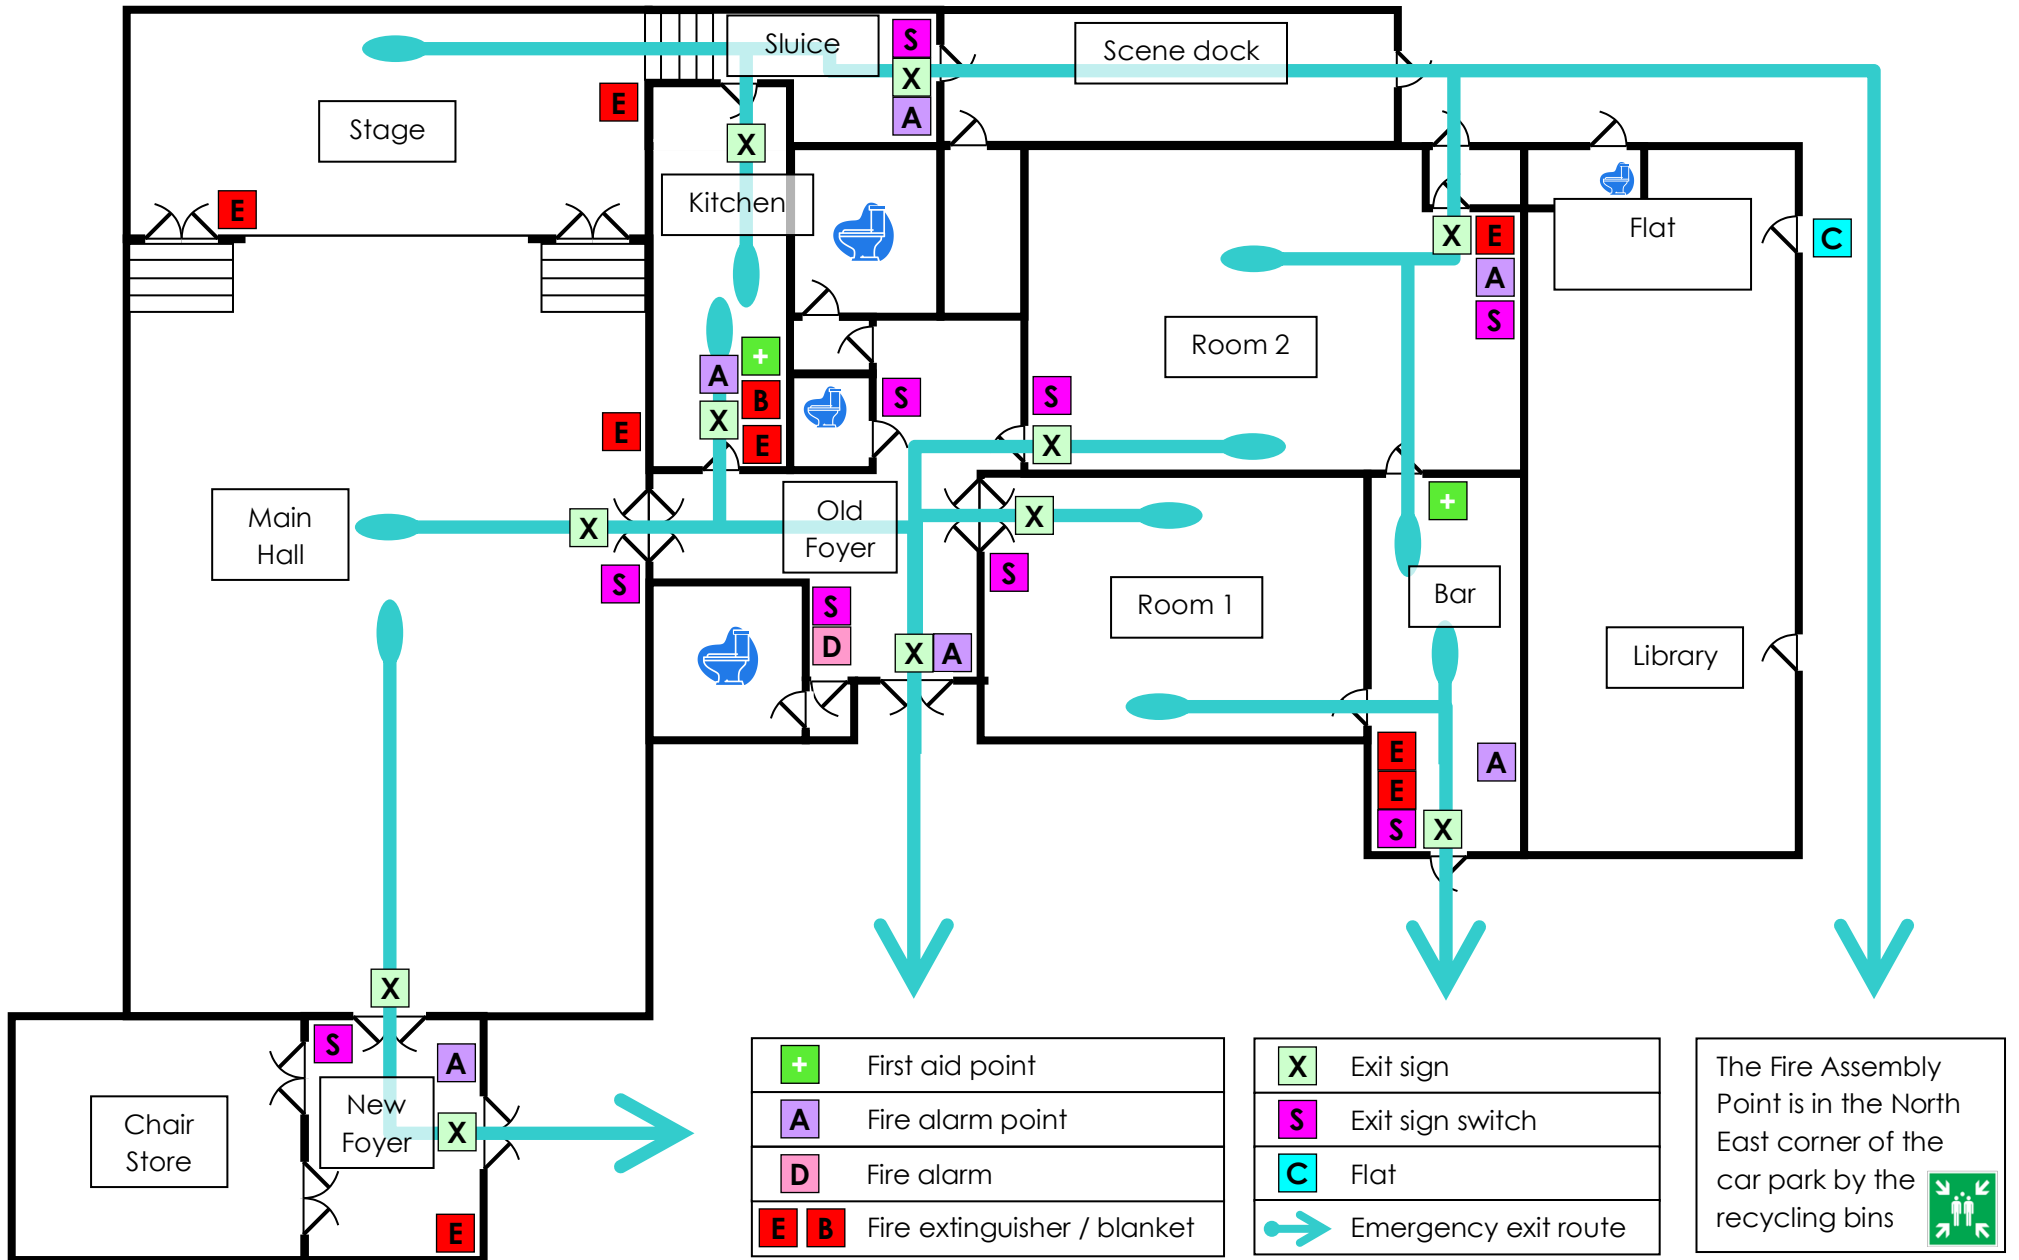 S
Sluice
Scene dock
X
E
A
Stage
X
Kitchen
E
Flat
X
E
C
A
S
Room 2
+
A
S
S
B
X
E
E
X
+
Main
Hall
Old
Foyer
X
X
S
S
Bar
Room 1
S
D
X
A
Library
E
A
E
S
X
X
S
A
New
Foyer
X
Chair
Store
E
+ First aid point
A Fire alarm point
D Fire alarm
E B Fire extinguisher / blanket
X Exit sign
S Exit sign switch
C Flat
Emergency exit route
The Fire Assembly
Point is in the North
East corner of the
car park by the
recycling bins